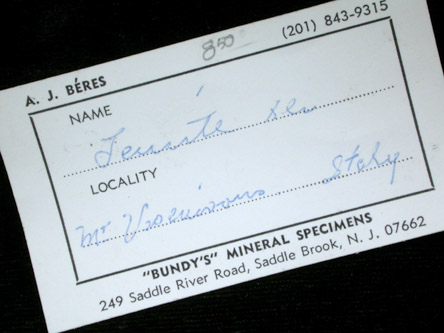 8 50
A. J. BÉRES
(201) 843-9315
NAME
LOCALITY
Mt Vesuvius Italy
"BUNDY'S" MINERAL SPECIMENS
249 Saddle River Road, Saddle Brook, N. J. 07662